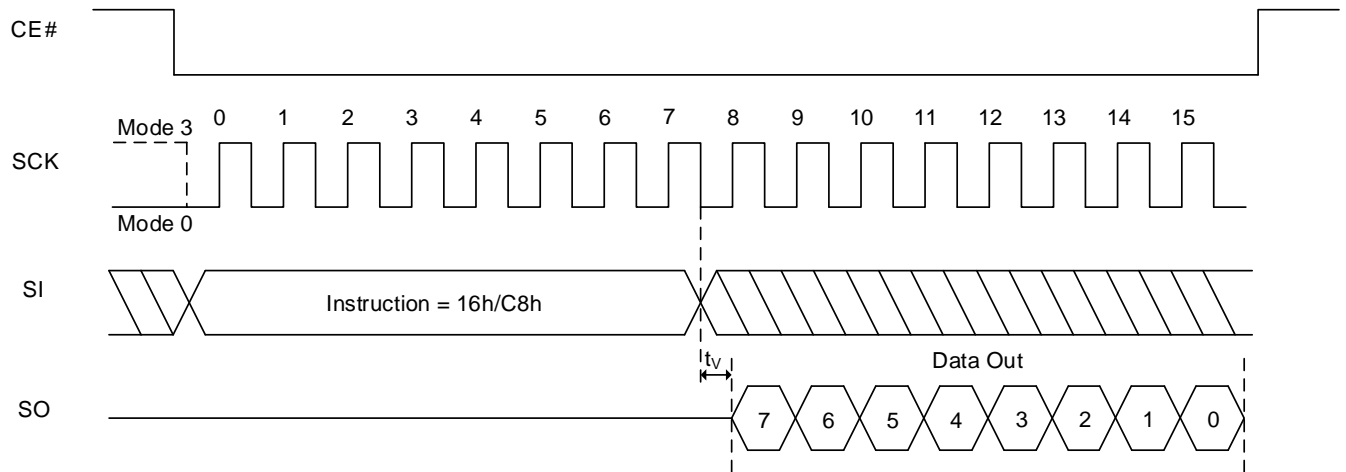 CE#
0 1 2 3 4 5 6 7 8 9 10 11 12 13 14 15
Mode 3
SCK
Mode 0
SI
Instruction = 16h/C8h
tV
Data Out
SO
7 6 5 4 3 2 1 0